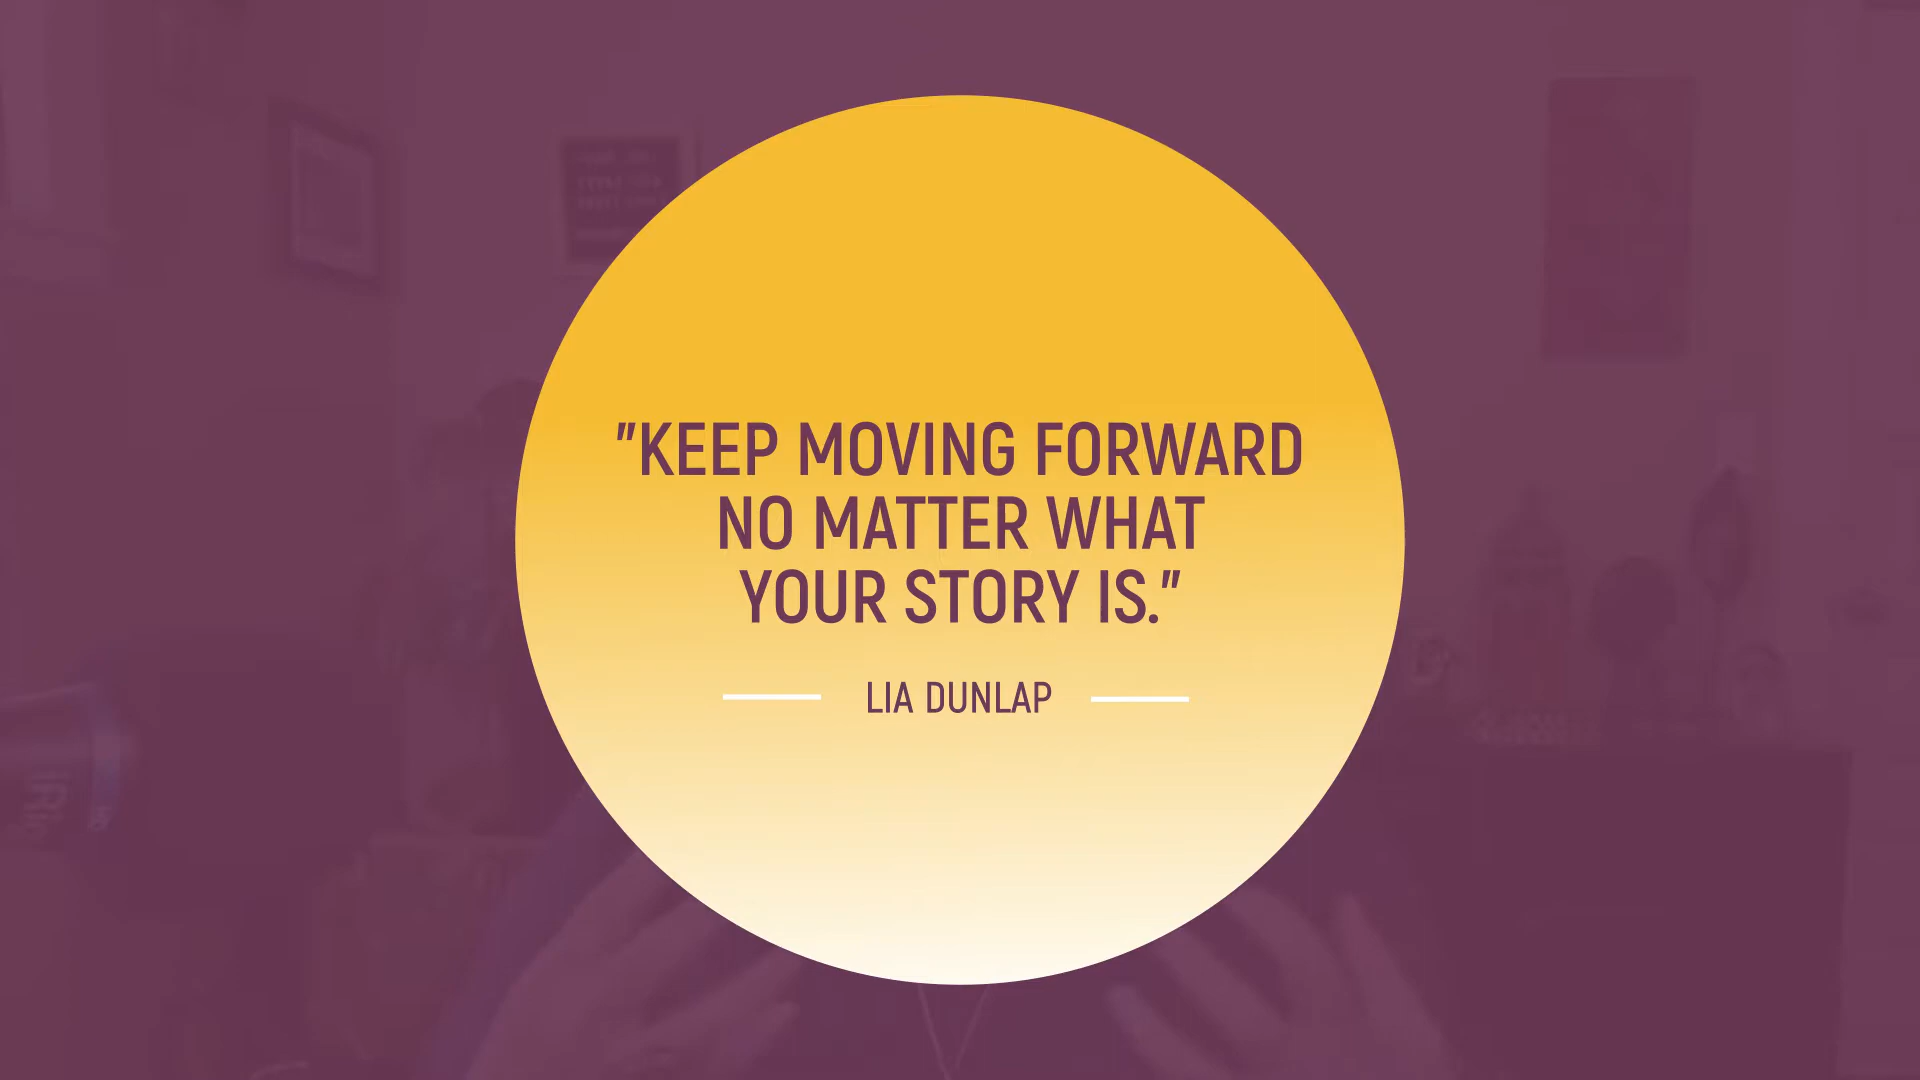 "KEEP MOVING FORWARD
NO MATTER WHAT
YOUR STORY IS."
LIA DUNLAP